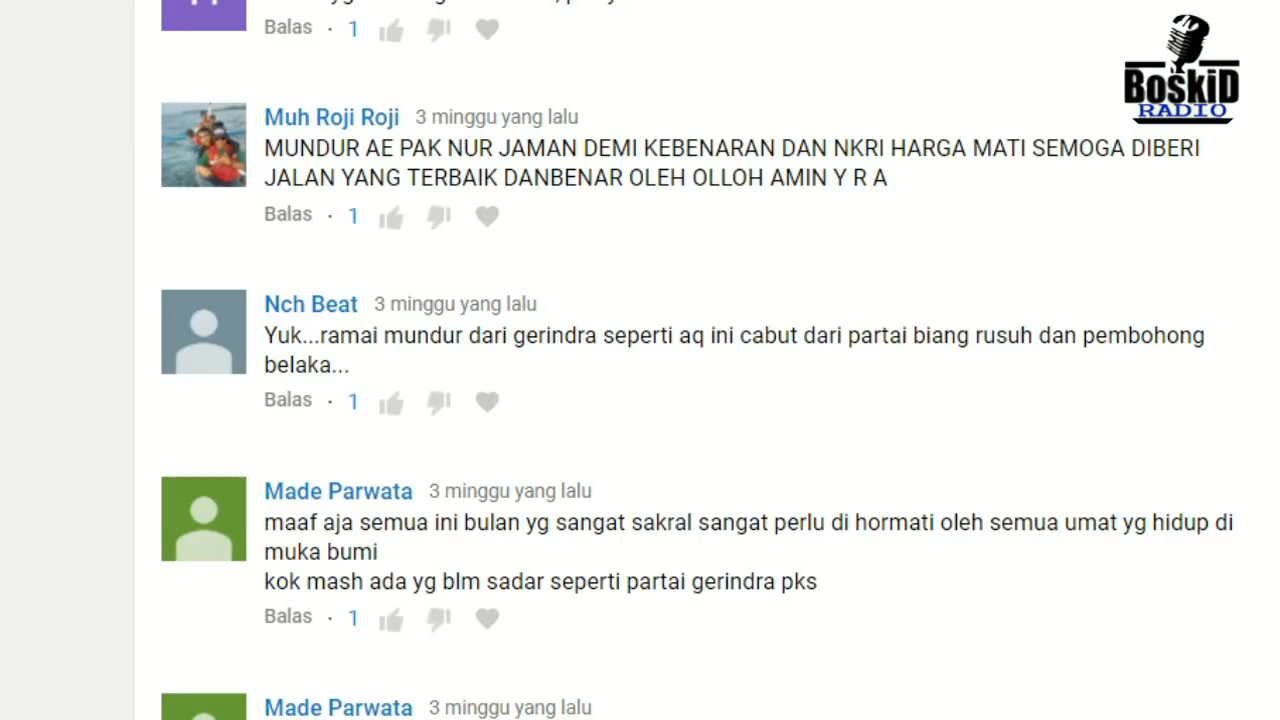 Balas · 1
BOSKID
RADIO
Muh Roji Roji 3 minggu yang lalu
MUNDUR AE PAK NUR JAMAN DEMI KEBENARAN DAN NKRI HARGA MATI SEMOGA DIBERI
JALAN YANG TERBAIK DANBENAR OLEH OLLOH AMIN Y R A
Balas · 1
Nch Beat 3 minggu yang lalu
Yuk...ramai mundur dari gerindra seperti aq ini cabut dari partai biang rusuh dan pembohong
belaka...
Balas · 1
Made Parwata 3 minggu yang lalu
maaf aja semua ini bulan yg sangat sakral sangat perlu di hormati oleh semua umat yg hidup di
muka bumi
kok mash ada yg blm sadar seperti partai gerindra pks
Balas · 1
Made Parwata 3 minggu yang lalu